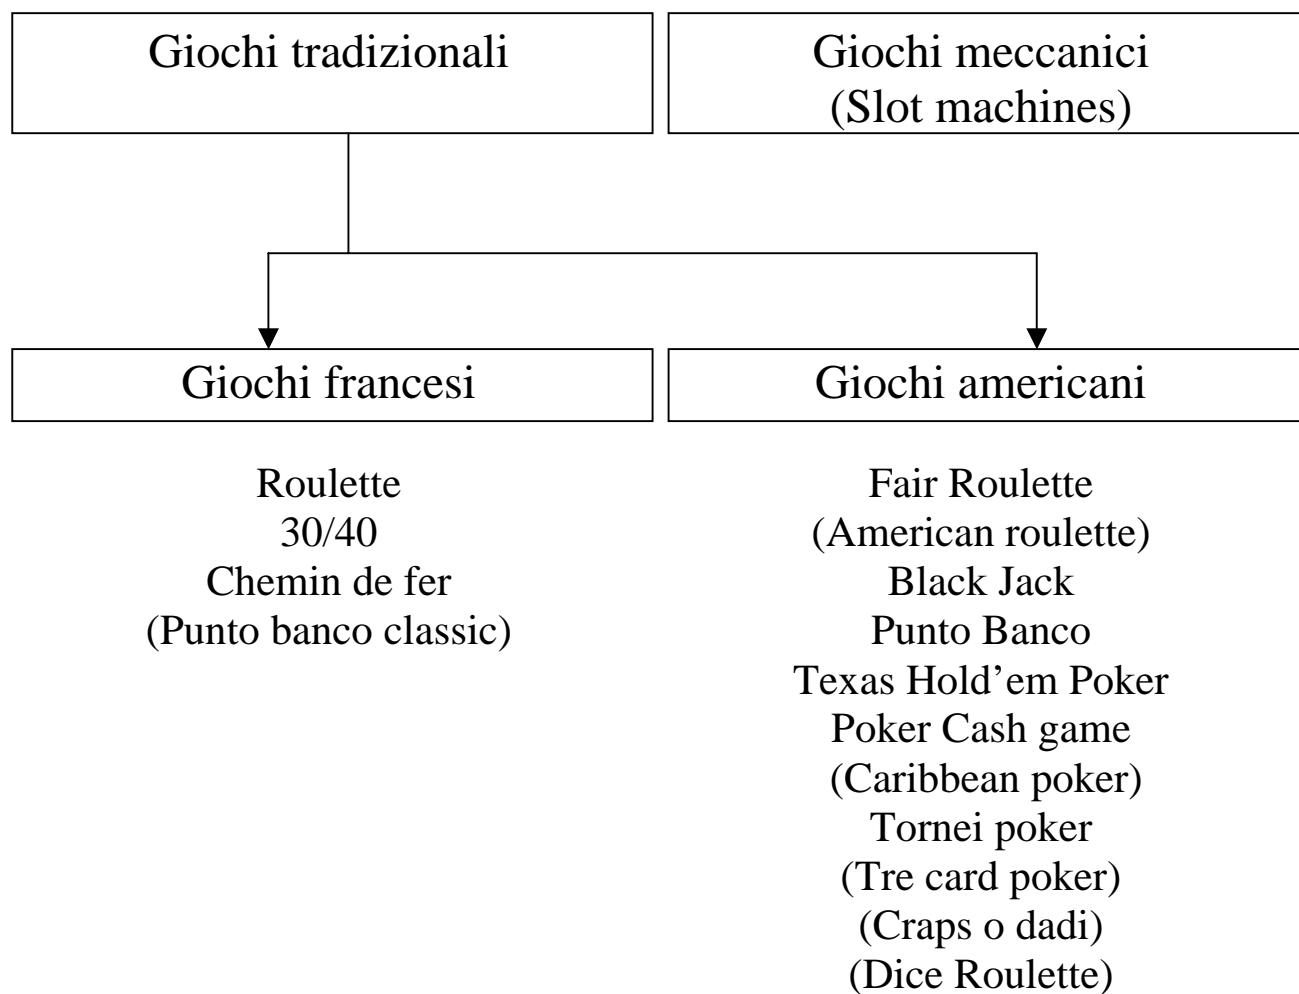 Giochi tradizionali
Giochi meccanici
(Slot machines)
Giochi francesi
Giochi americani
Roulette
30/40
Chemin de fer
(Punto banco classic)
Fair Roulette
(American roulette)
Black Jack
Punto Banco
Texas Hold’em Poker
Poker Cash game
(Caribbean poker)
Tornei poker
(Tre card poker)
(Craps o dadi)
(Dice Roulette)